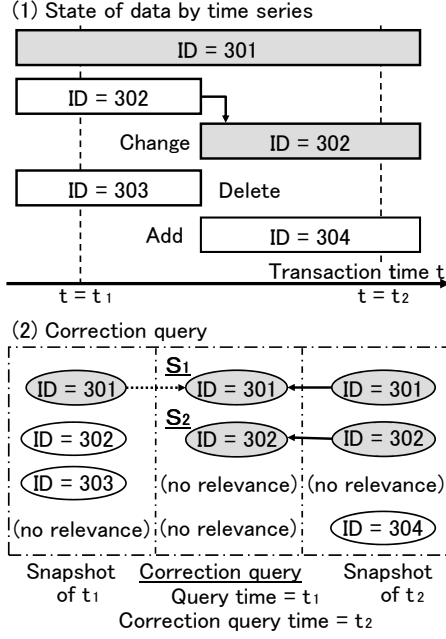 (1) State of data by time series
ID = 301
ID = 302
Change ID = 302
ID = 303 Delete
Add ID = 304
Transaction time t
t = t1 t = t2
(2) Correction query
S1
ID = 301 ID = 301 ID = 301
S2
ID = 302 ID = 302 ID = 302
ID = 303 (no relevance) (no relevance)
(no relevance) (no relevance) ID = 304
Snapshot of t1
Correction query
Query time = t1
Correction query time = t2
Snapshot of t2